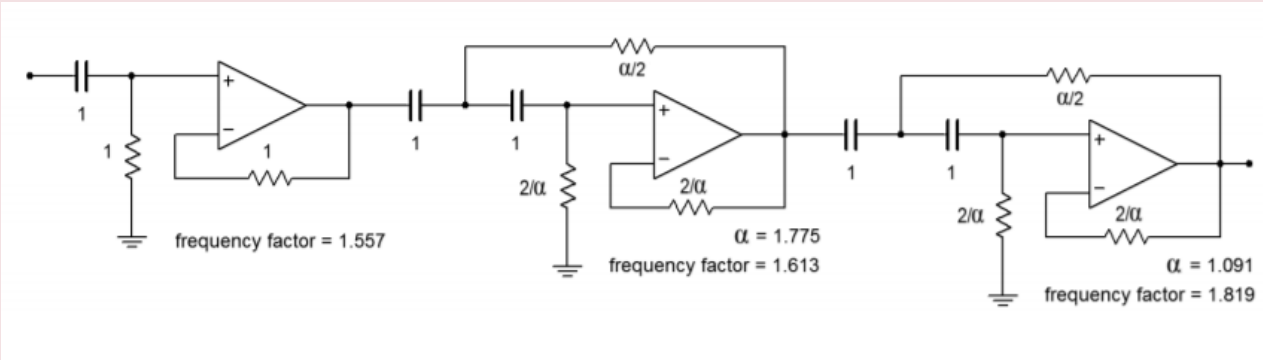 1
1
+
−
1
frequency factor = 1.557
1
1
α/2
2/α
+
−
2/α
α = 1.775
frequency factor = 1.613
1
1
α/2
2/α
+
−
2/α
α = 1.091
frequency factor = 1.819